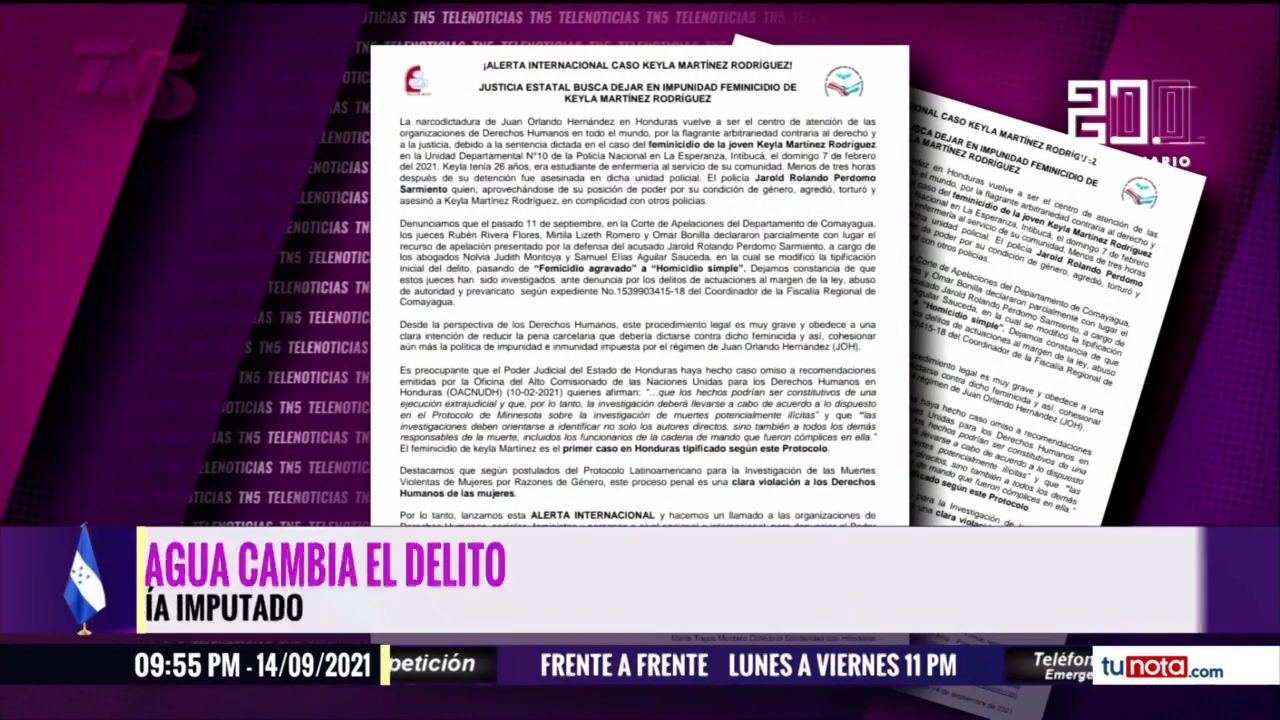 TN5
TELENOTICIAS TN5 TELENOTICIAS TN5 TELENOTICIAS
20.0
¡ALERTA INTERNACIONAL CASO KEYLA MARTÍNEZ RODRÍGUEZ!
JUSTICIA ESTATAL BUSCA DEJAR EN IMPUNIDAD FEMINICIDIO DE
KEYLA MARTÍNEZ RODRÍGUEZ
La narcodictadura de Juan Orlando Hernández en Honduras vuelve a ser el centro de atención de las
organizaciones de Derechos Humanos en todo el mundo, por la flagrante arbitrariedad contraria al derecho y
a la justicia, debido a la sentencia dictada en el caso del feminicidio de la joven Keyla Martínez Rodríguez
en la Unidad Departamental N°10 de la Policía Nacional en La Esperanza, Intibucá, el domingo 7 de febrero
del 2021. Keyla tenía 26 años, era estudiante de enfermería al servicio de su comunidad. Menos de tres horas
después de su detención fue asesinada en dicha unidad policial. El policía Jarold Rolando Perdomo
Sarmiento quien, aprovechándose de su posición de poder por su condición de género, agredió, torturó y
asesinó a Keyla Martínez Rodríguez, en complicidad con otros policías.
Denunciamos que el pasado 11 de septiembre, en la Corte de Apelaciones del Departamento de Comayagua,
los jueces Rubén Rivera Flores, Mirtila Lizeth Romero y Omar Bonilla declararon parcialmente con lugar el
recurso de apelación presentado por la defensa del acusado Jarold Rolando Perdomo Sarmiento, a cargo de
los abogados Nolvia Judith Montoya y Samuel Elías Aguilar Sauceda, en la cual se modificó la tipificación
inicial del delito, pasando de “Femicidio agravado” a “Homicidio simple”. Dejamos constancia de que
estos jueces han sido investigados ante denuncia por los delitos de actuaciones al margen de la ley, abuso
de autoridad y prevaricato según expediente No.1539903415-18 del Coordinador de la Fiscalía Regional de
Comayagua.
Desde la perspectiva de los Derechos Humanos, este procedimiento legal es muy grave y obedece a una
clara intención de reducir la pena carcelaria que debería dictarse contra dicho feminicida y así, cohesionar
aún más la política de impunidad e inmunidad impuesta por el régimen de Juan Orlando Hernández (JOH).
Es preocupante que el Poder Judicial del Estado de Honduras haya hecho caso omiso a recomendaciones
emitidas por la Oficina del Alto Comisionado de las Naciones Unidas para los Derechos Humanos en
Honduras (OACNUDH) (10-02-2021) quienes afirman: “...que los hechos podrían ser constitutivos de una
ejecución extrajudicial y que, por lo tanto, la investigación deberá llevarse a cabo de acuerdo a lo dispuesto
en el Protocolo de Minnesota sobre la investigación de muertes potencialmente ilícitas” y que “las
investigaciones deben orientarse a identificar no solo los autores directos, sino también a todos los demás
responsables de la muerte, incluidos los funcionarios de la cadena de mando que fueron cómplices en ella.”
El feminicidio de keyla Martínez es el primer caso en Honduras tipificado según este Protocolo.
Destacamos que según postulados del Protocolo Latinoamericano para la Investigación de las Muertes
Violentas de Mujeres por Razones de Género, este proceso penal es una clara violación a los Derechos
Humanos de las mujeres.
Por lo tanto, lanzamos esta ALERTA INTERNACIONAL y hacemos un llamado a las organizaciones de
AGUA CAMBIA EL DELITO
ÍA IMPUTADO
09:55 PM - 14/09/2021
petición
FRENTE A FRENTE LUNES A VIERNES 11 PM
Teléfon
Emerge
tunota.com